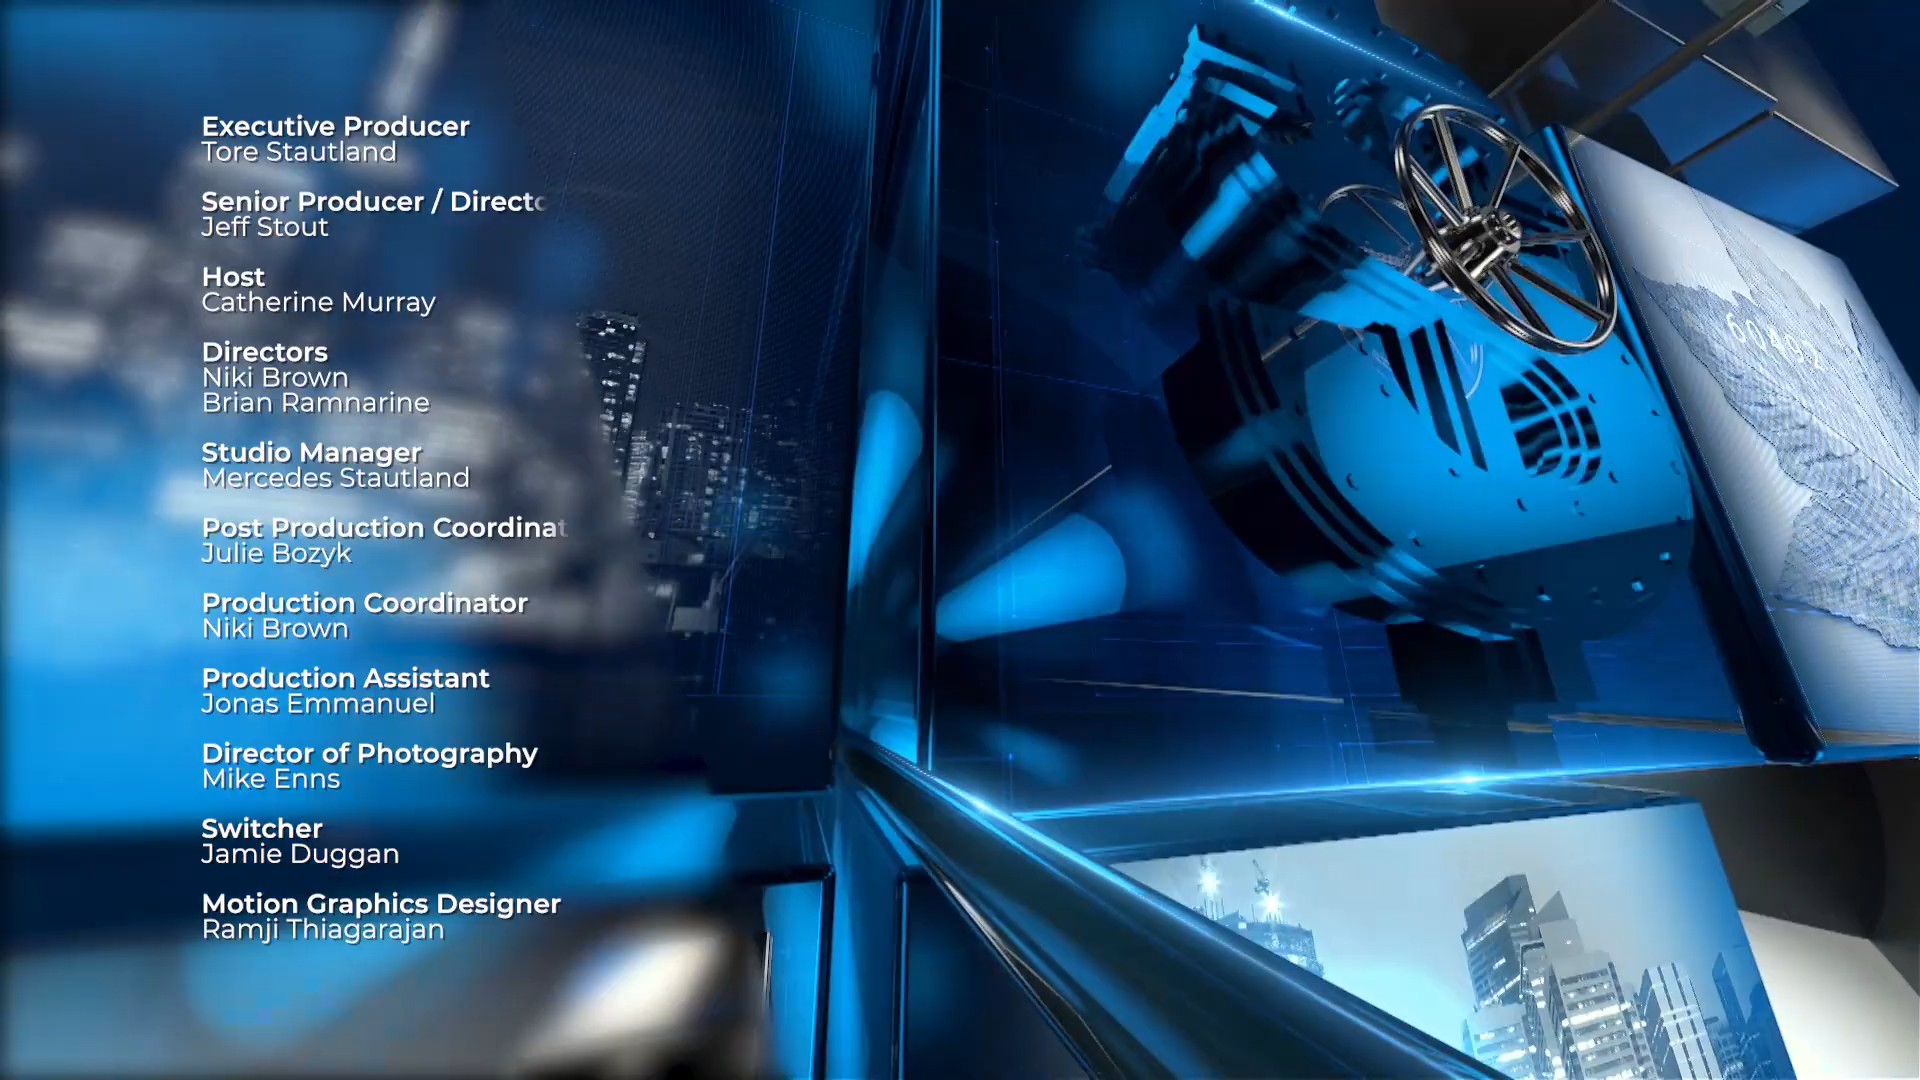 Executive Producer
Tore Stautland
Senior Producer / Directo
Jeff Stout
Host
Catherine Murray
Directors
Niki Brown
Brian Ramnarine
Studio Manager
Mercedes Stautland
Post Production Coordinat
Julie Bozyk
Production Coordinator
Niki Brown
Production Assistant
Jonas Emmanuel
Director of Photography
Mike Enns
Switcher
Jamie Duggan
Motion Graphics Designer
Ramji Thiagarajan
60492